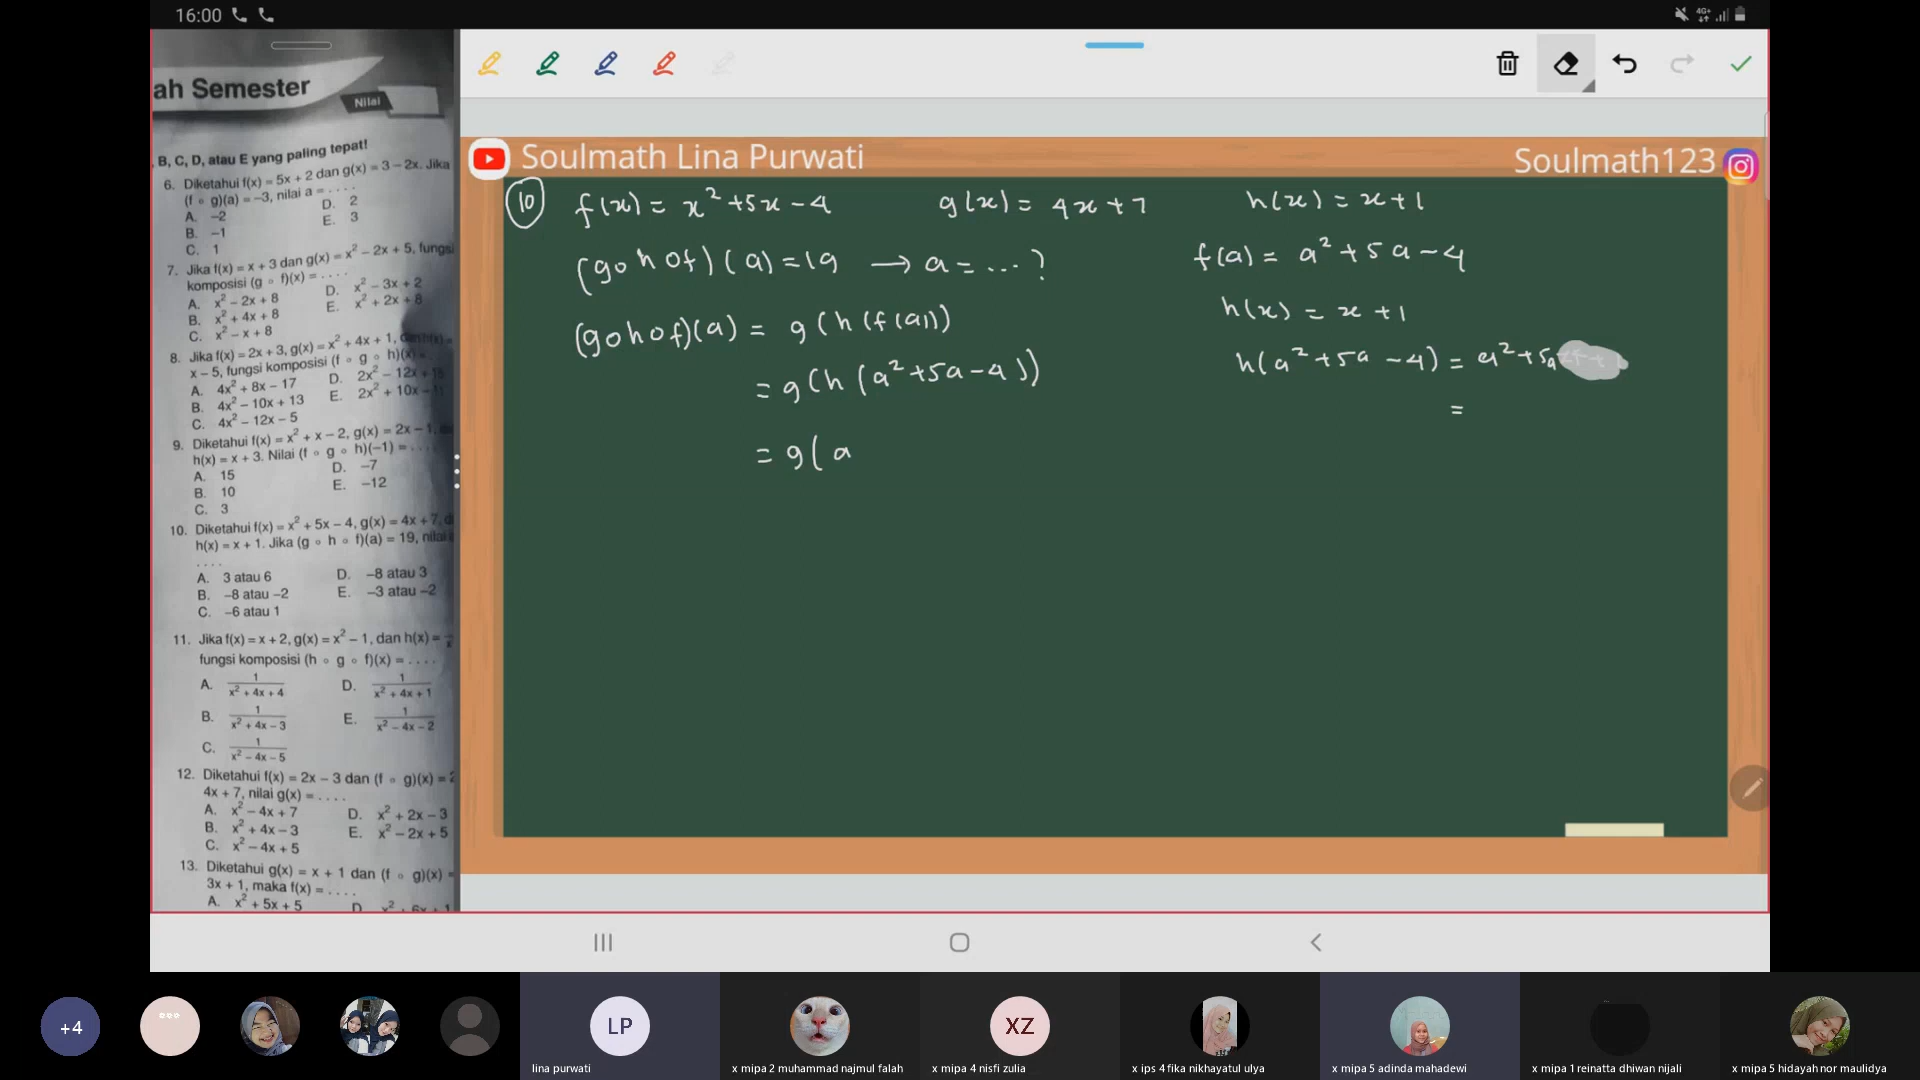 16:00
4G+
ah Semester
Nilai
B, C, D, atau E yang paling tepat!
6. Diketahui f(x) = 5x + 2 dan g(x) = 3 – 2x. Jika
(f ∘ g)(a) = –3, nilai a = . . . .
A. –2 D. 2
B. –1 E. 3
C. 1
7. Jika f(x) = x + 3 dan g(x) = x² – 2x + 5, fungsi
komposisi (g ∘ f)(x) = . . . .
A. x² – 2x + 8 D. x² – 3x + 2
B. x² + 4x + 8 E. x² + 2x + 8
C. x² – x + 8
8. Jika f(x) = 2x + 3, g(x) = x² + 4x + 1, dan h(x) =
x – 5, fungsi komposisi (f ∘ g ∘ h)(x) =
A. 4x² + 8x – 17 D. 2x² – 12x +
B. 4x² – 10x + 13 E. 2x² + 10x –
C. 4x² – 12x – 5
9. Diketahui f(x) = x² + x – 2, g(x) = 2x – 1,
h(x) = x + 3. Nilai (f ∘ g ∘ h)(–1) = . . . .
A. 15 D. –7
B. 10 E. –12
C. 3
10. Diketahui f(x) = x² + 5x – 4, g(x) = 4x + 7, d
h(x) = x + 1. Jika (g ∘ h ∘ f)(a) = 19, nilai
. . . .
A. 3 atau 6 D. –8 atau 3
B. –8 atau –2 E. –3 atau –2
C. –6 atau 1
11. Jika f(x) = x + 2, g(x) = x² – 1, dan h(x) =
fungsi komposisi (h ∘ g ∘ f)(x) = . . . .
A. 1/(x² + 4x + 4) D. 1/(x² + 4x + 1)
B. 1/(x² + 4x – 3) E. 1/(x² – 4x – 2)
C. 1/(x² – 4x – 5)
12. Diketahui f(x) = 2x – 3 dan (f ∘ g)(x) = 2
4x + 7, nilai g(x) = . . . .
A. x² – 4x + 7 D. x² + 2x – 3
B. x² + 4x – 3 E. x² – 2x + 5
C. x² – 4x + 5
13. Diketahui g(x) = x + 1 dan (f ∘ g)(x) =
3x + 1, maka f(x) = . . . .
A. x² + 5x + 5 D. x² + 6x + 1
Soulmath Lina Purwati
Soulmath123
10 f(x) = x² + 5x – 4 g(x) = 4x + 7 h(x) = x + 1
(g o h o f)(a) = 19 → a = ... ?
(g o h o f)(a) = g(h(f(a)))
= g(h(a² + 5a – 4))
= g( a
f(a) = a² + 5a – 4
h(x) = x + 1
h(a² + 5a – 4) = a² + 5a
=
+4
LP
XZ
lina purwati
x mipa 2 muhammad najmul falah
x mipa 4 nisfi zulia
x ips 4 fika nikhayatul ulya
x mipa 5 adinda mahadewi
x mipa 1 reinatta dhiwan nijali
x mipa 5 hidayah nor maulidya